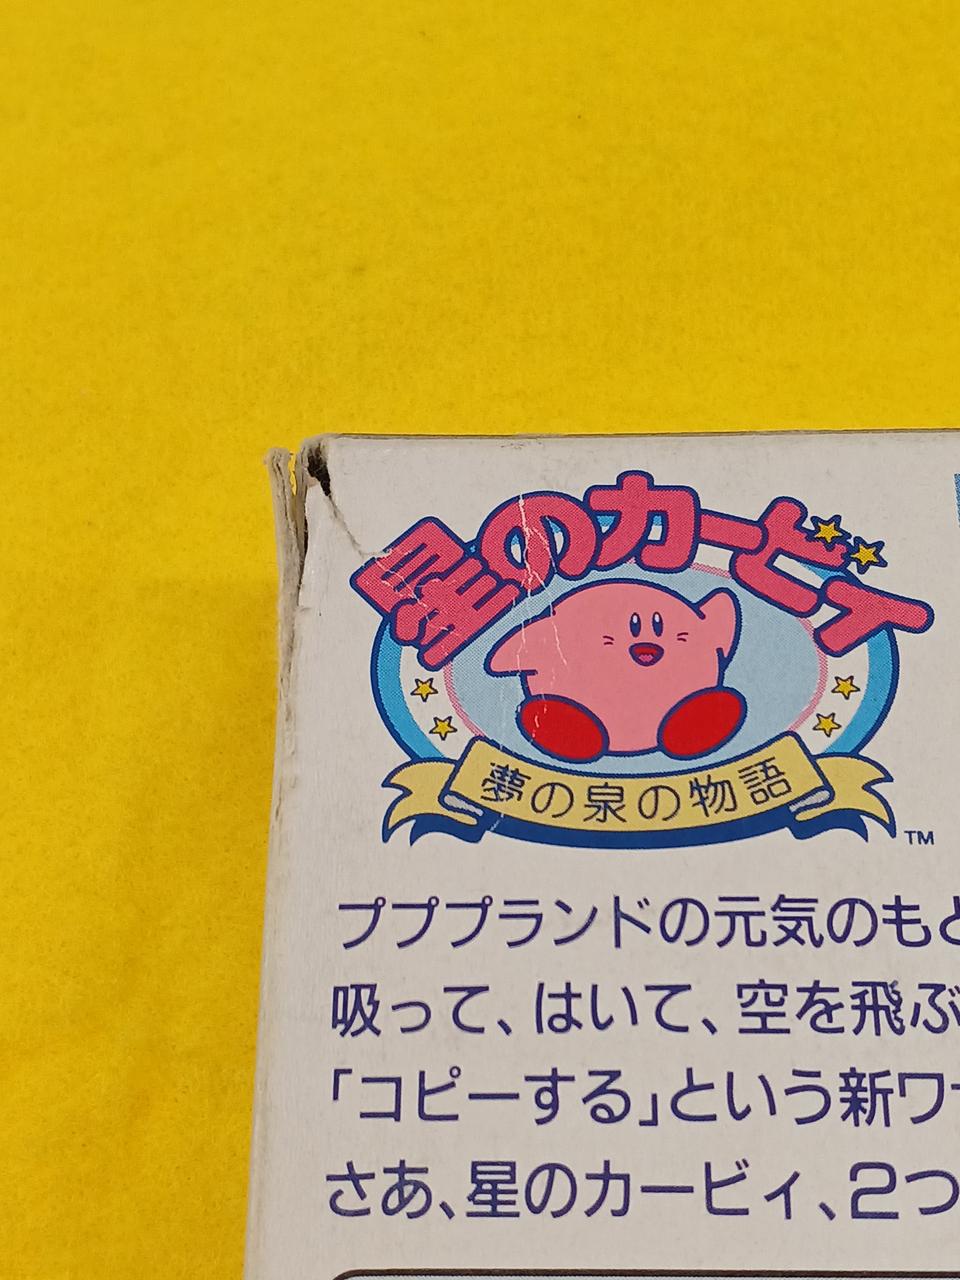 星のカービィ
夢の泉の物語
TM
プププランドの元気のもと
吸って、はいて、空を飛ぶ
「コピーする」という新ワ
さあ、星のカービィ、2つ